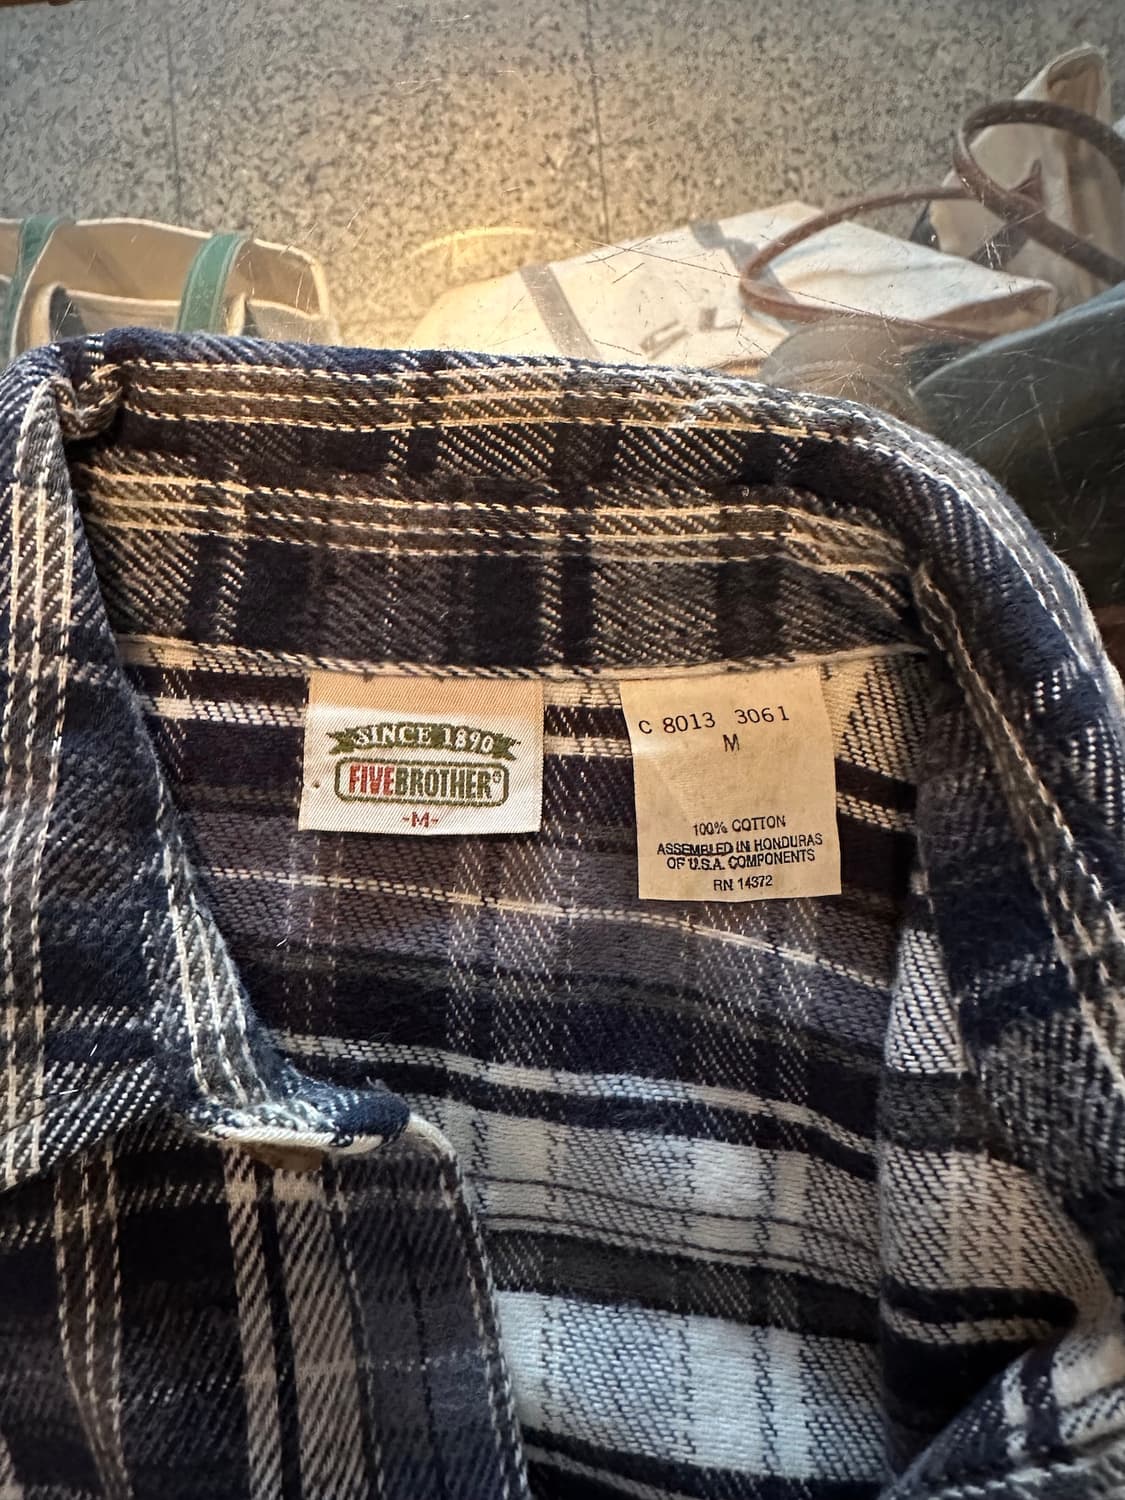 SINCE 1890
FIVEBROTHER®
-M-
C 8013 3061
M
100% COTTON
ASSEMBLED IN HONDURAS
OF U.S.A. COMPONENTS
RN 14372